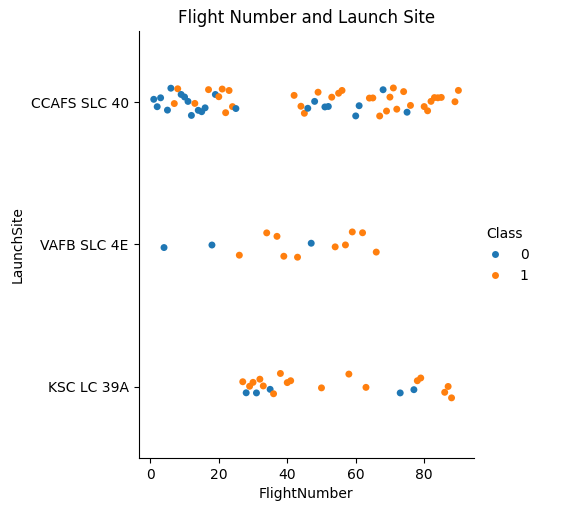 Flight Number and Launch Site
CCAFS SLC 40
VAFB SLC 4E
KSC LC 39A
LaunchSite
0
20
40
60
80
FlightNumber
Class
0
1